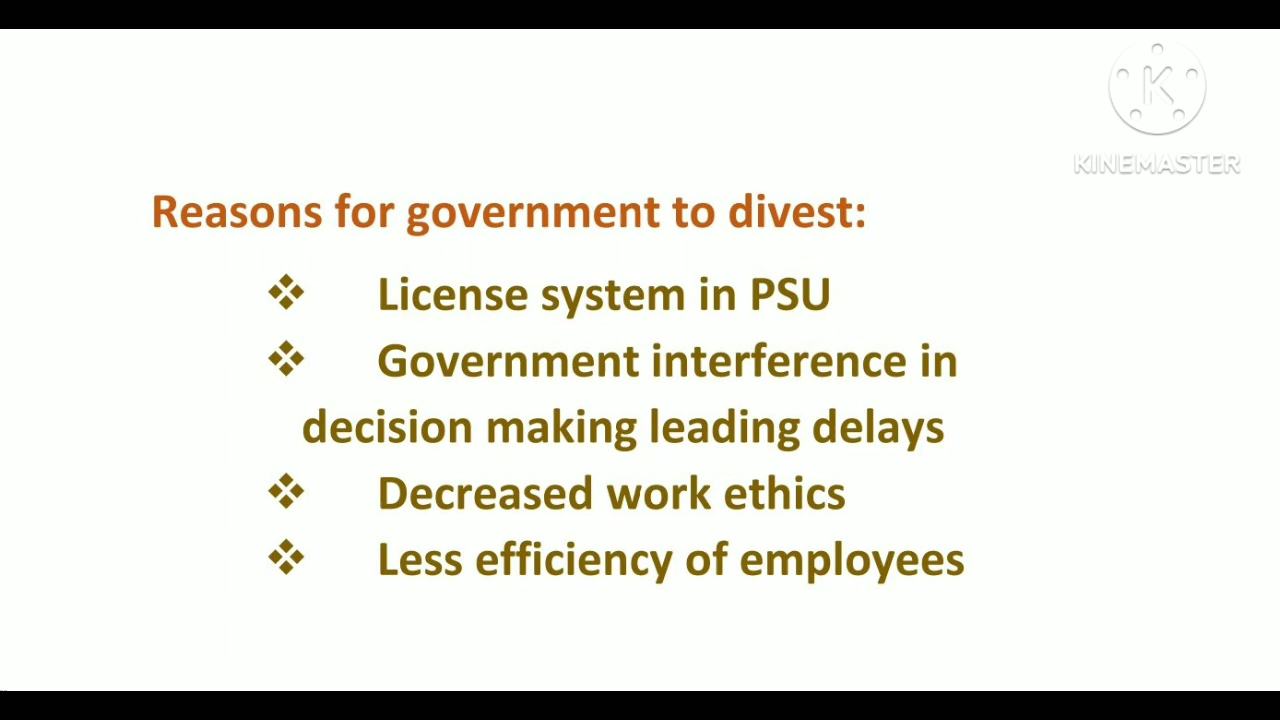 K
KINEMASTER
Reasons for government to divest:
❖ License system in PSU
❖ Government interference in
decision making leading delays
❖ Decreased work ethics
❖ Less efficiency of employees